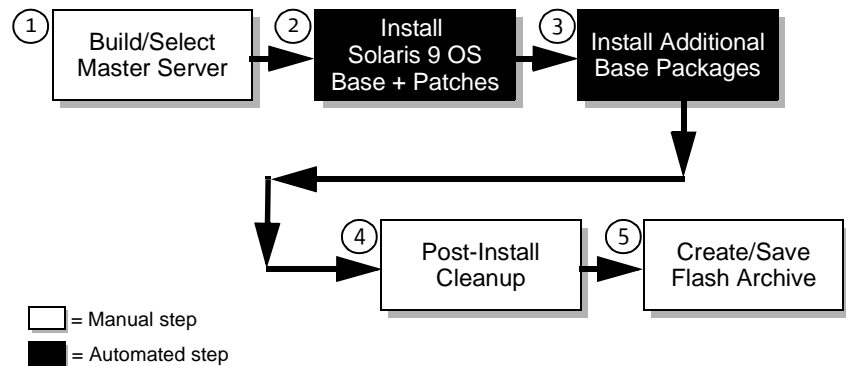 1
Build/Select
Master Server
2
Install
Solaris 9 OS
Base + Patches
3
Install Additional
Base Packages
4
Post-Install
Cleanup
5
Create/Save
Flash Archive
= Manual step
= Automated step